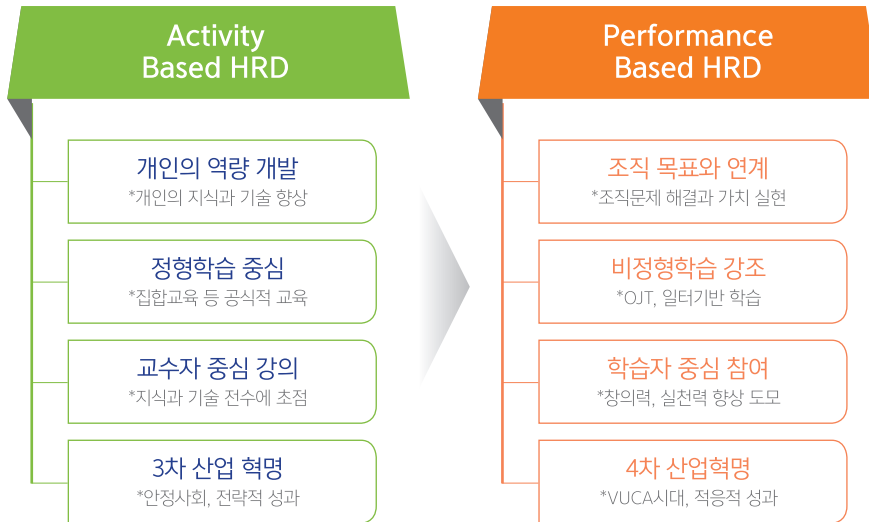 Activity
Based HRD
개인의 역량 개발
*개인의 지식과 기술 향상
정형학습 중심
*집합교육 등 공식적 교육
교수자 중심 강의
*지식과 기술 전수에 초점
3차 산업 혁명
*안정사회, 전략적 성과
Performance
Based HRD
조직 목표와 연계
*조직문제 해결과 가치 실현
비정형학습 강조
*OJT, 일터기반 학습
학습자 중심 참여
*창의력, 실천력 향상 도모
4차 산업혁명
*VUCA시대, 적응적 성과